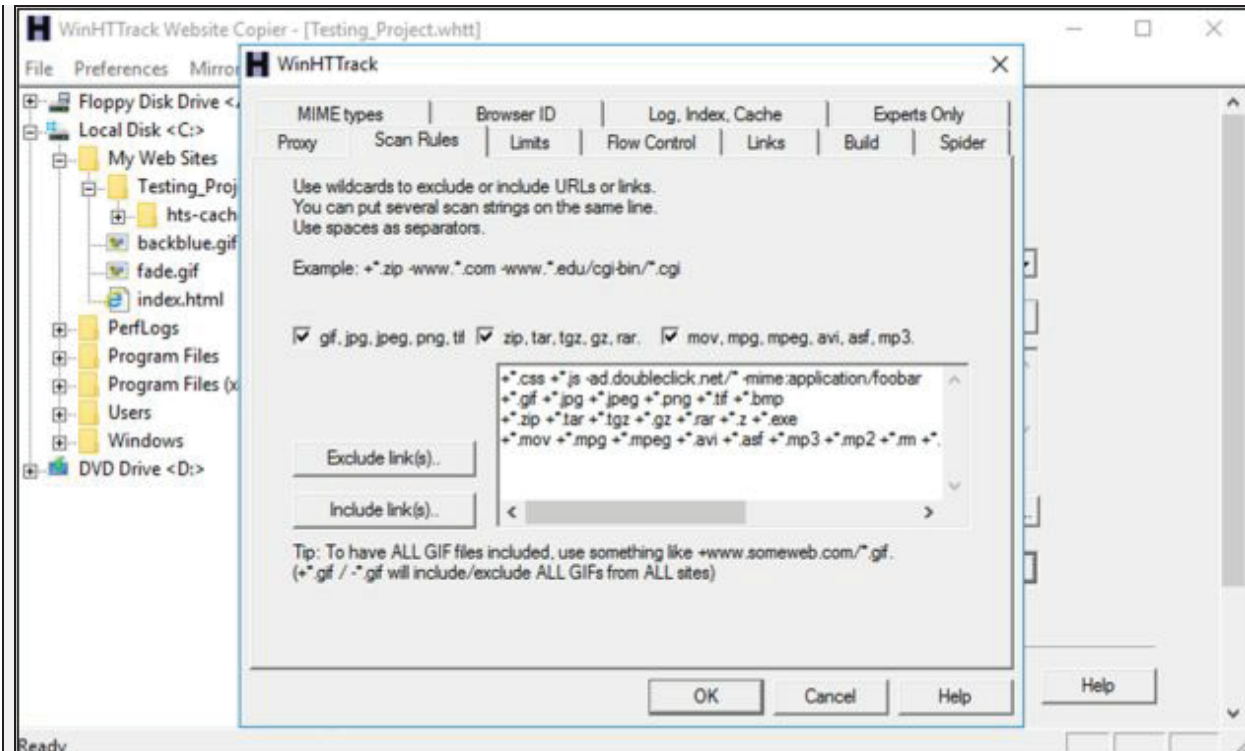 WinHTTrack Website Copier - [Testing_Project.whtt]
File Preferences Mirror
WinHTTrack
Floppy Disk Drive <A
Local Disk <C:>
My Web Sites
Testing_Proj
hts-cach
backblue.gif
fade.gif
index.html
PerfLogs
Program Files
Program Files (x
Users
Windows
DVD Drive <D:>
MIME types Browser ID Log, Index, Cache Experts Only
Proxy Scan Rules Limits Flow Control Links Build Spider
Use wildcards to exclude or include URLs or links.
You can put several scan strings on the same line.
Use spaces as separators.
Example: +*.zip -www.*.com -www.*.edu/cgi-bin/*.cgi
gif, jpg, jpeg, png, tif zip, tar, tgz, gz, rar. mov, mpg, mpeg, avi, asf, mp3.
+*.css +*.js -ad.doubleclick.net/* -mime:application/foobar
+*.gif +*.jpg +*.jpeg +*.png +*.tif +*.bmp
+*.zip +*.tar +*.tgz +*.gz +*.rar +*.z +*.exe
+*.mov +*.mpg +*.mpeg +*.avi +*.asf +*.mp3 +*.mp2 +*.rm +*.
Exclude link(s)..
Include link(s)..
Tip: To have ALL GIF files included, use something like +www.someweb.com/*.gif.
(+*.gif / -*.gif will include/exclude ALL GIFs from ALL sites)
OK Cancel Help
Help
Ready